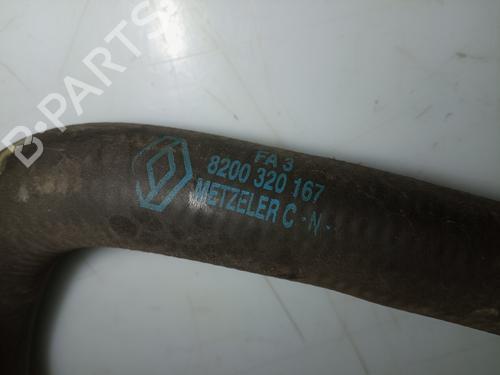 FA 3
8200 320 167
METZELER C - N -
B-PARTS